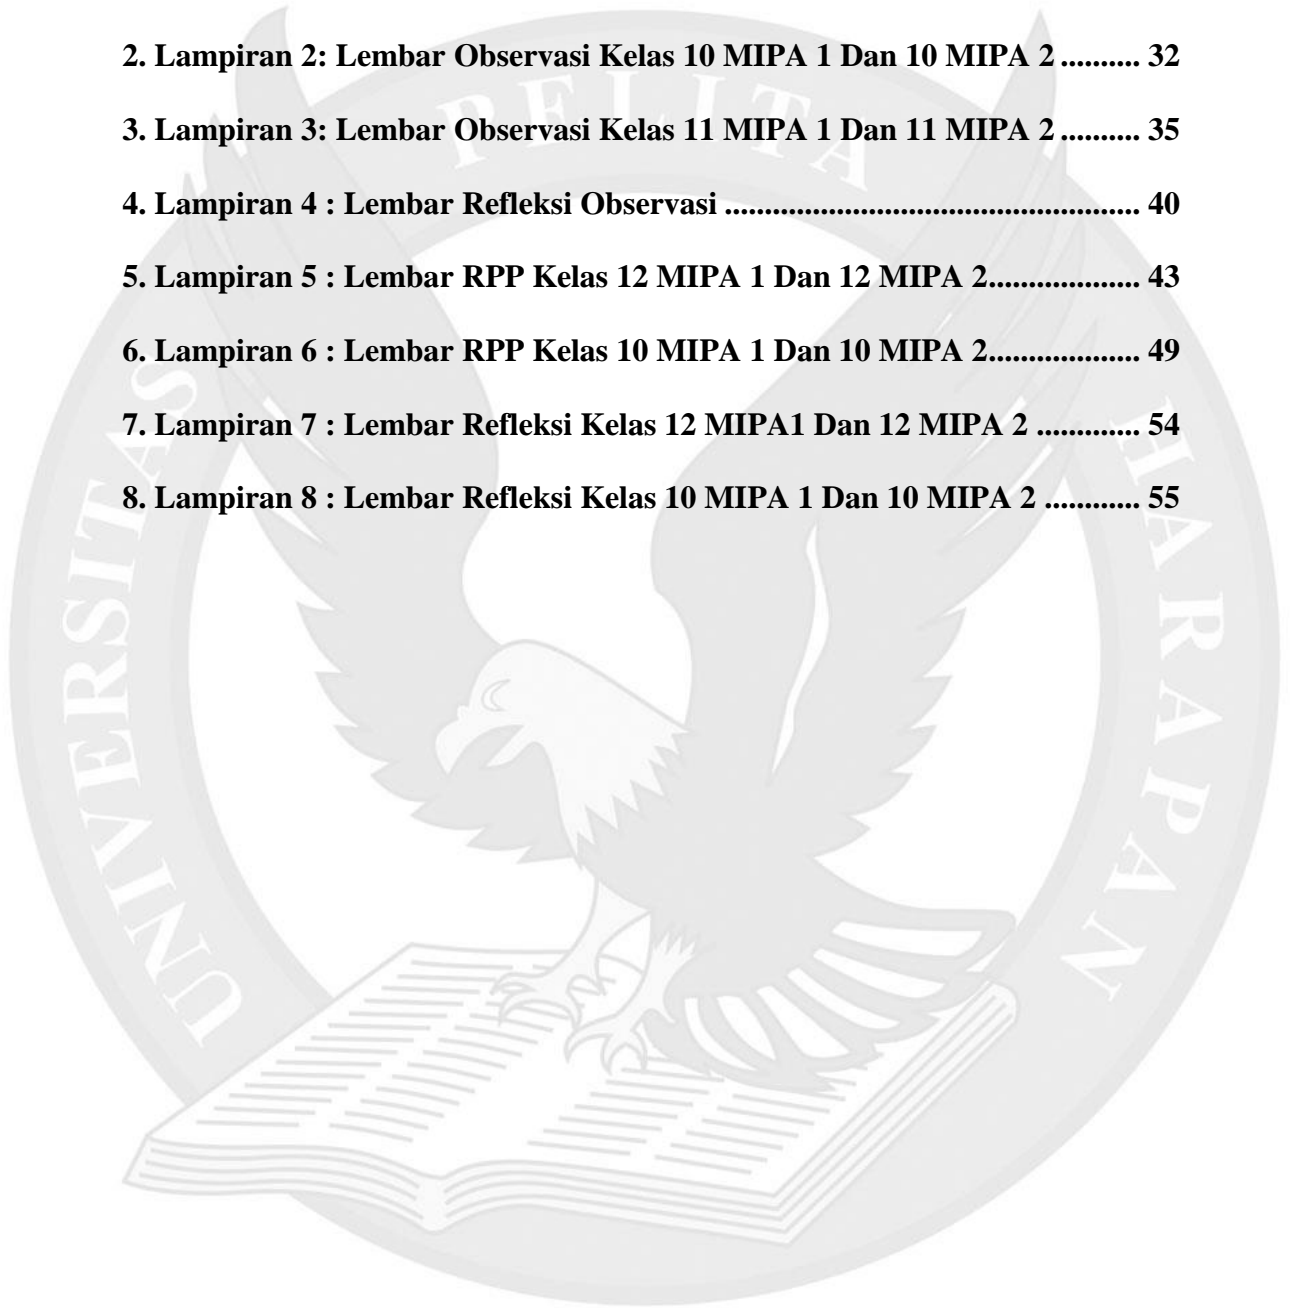 2. Lampiran 2: Lembar Observasi Kelas 10 MIPA 1 Dan 10 MIPA 2 .......... 32
3. Lampiran 3: Lembar Observasi Kelas 11 MIPA 1 Dan 11 MIPA 2 .......... 35
4. Lampiran 4 : Lembar Refleksi Observasi ................................................... 40
5. Lampiran 5 : Lembar RPP Kelas 12 MIPA 1 Dan 12 MIPA 2................... 43
6. Lampiran 6 : Lembar RPP Kelas 10 MIPA 1 Dan 10 MIPA 2................... 49
7. Lampiran 7 : Lembar Refleksi Kelas 12 MIPA1 Dan 12 MIPA 2 ............. 54
8. Lampiran 8 : Lembar Refleksi Kelas 10 MIPA 1 Dan 10 MIPA 2 ............ 55
UNIVERSITAS PELITA HARAPAN